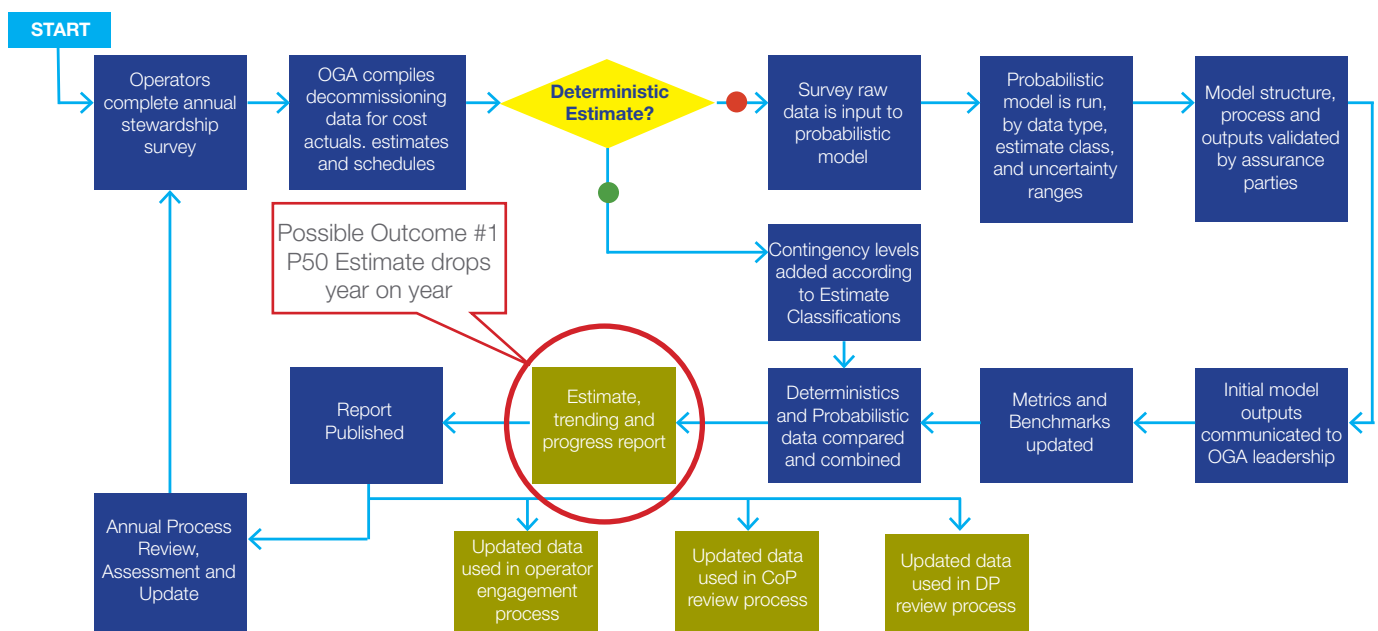 START
Operators
complete annual
stewardship
survey
OGA compiles
decommissioning
data for cost
actuals. estimates
and schedules
Deterministic
Estimate?
Survey raw
data is input to
probabilistic
model
Probabilistic
model is run,
by data type,
estimate class,
and uncertainty
ranges
Model structure,
process and
outputs validated
by assurance
parties
Possible Outcome #1
P50 Estimate drops
year on year
Contingency levels
added according
to Estimate
Classifications
Report
Published
Estimate,
trending and
progress report
Deterministics
and Probabilistic
data compared
and combined
Metrics and
Benchmarks
updated
Initial model
outputs
communicated to
OGA leadership
Annual Process
Review,
Assessment and
Update
Updated data
used in operator
engagement
process
Updated data
used in CoP
review process
Updated data
used in DP
review process